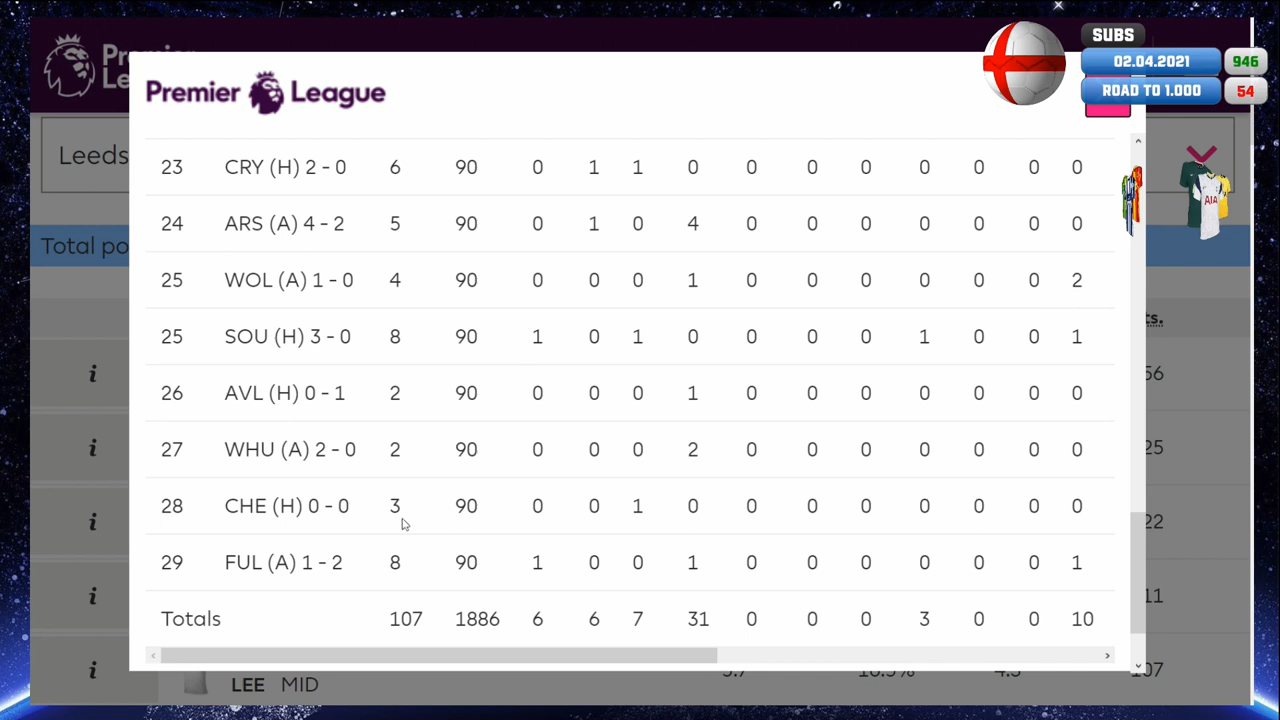 SUBS
02.04.2021 946
ROAD TO 1.000 54
Premier League
Leeds
AIA
Total po
ts.
23 CRY (H) 2 - 0 6 90 0 1 1 0 0 0 0 0 0 0 0
24 ARS (A) 4 - 2 5 90 0 1 0 4 0 0 0 0 0 0 0
25 WOL (A) 1 - 0 4 90 0 0 0 1 0 0 0 0 0 0 2
25 SOU (H) 3 - 0 8 90 1 0 1 0 0 0 0 1 0 0 1
i 56
26 AVL (H) 0 - 1 2 90 0 0 0 1 0 0 0 0 0 0 0
27 WHU (A) 2 - 0 2 90 0 0 0 2 0 0 0 0 0 0 0
i 25
28 CHE (H) 0 - 0 3 90 0 0 1 0 0 0 0 0 0 0 0
i 22
29 FUL (A) 1 - 2 8 90 1 0 0 1 0 0 0 0 0 0 1
i 11
Totals 107 1886 6 6 7 31 0 0 0 3 0 0 10
i 107
LEE MID